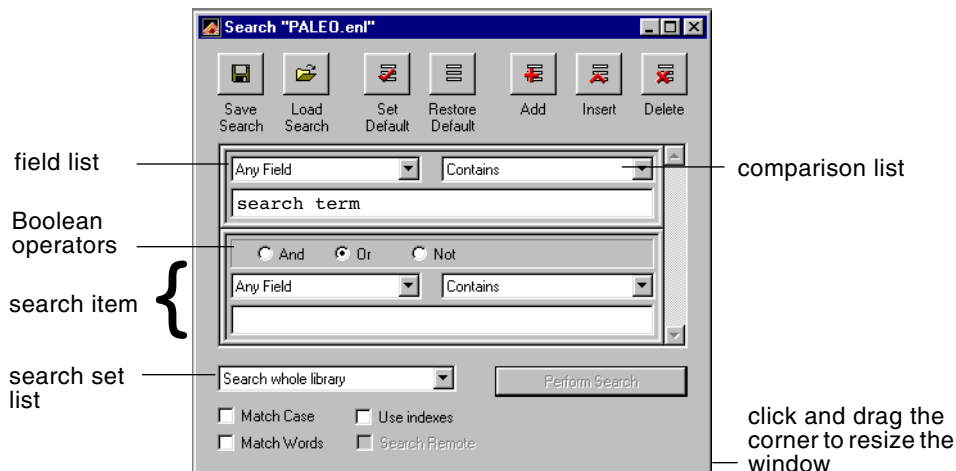 Search "PALEO.enl"
Save Search
Load Search
Set Default
Restore Default
Add
Insert
Delete
field list
Any Field
Contains
comparison list
search term
Boolean operators
And
Or
Not
search item
Any Field
Contains
search set list
Search whole library
Perform Search
Match Case
Use indexes
Match Words
Search Remote
click and drag the
corner to resize the
window